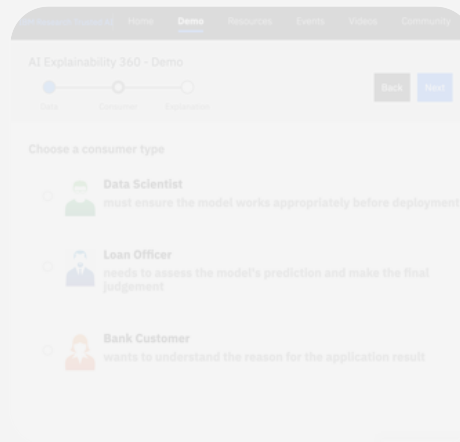 Home Demo Resources Events Videos Community
AI Explainability 360 - Demo
Back Next
Data Consumer Explanation
Choose a consumer type
Data Scientist
must ensure the model works appropriately before deployment
Loan Officer
needs to assess the model's prediction and make the final
judgement
Bank Customer
wants to understand the reason for the application result